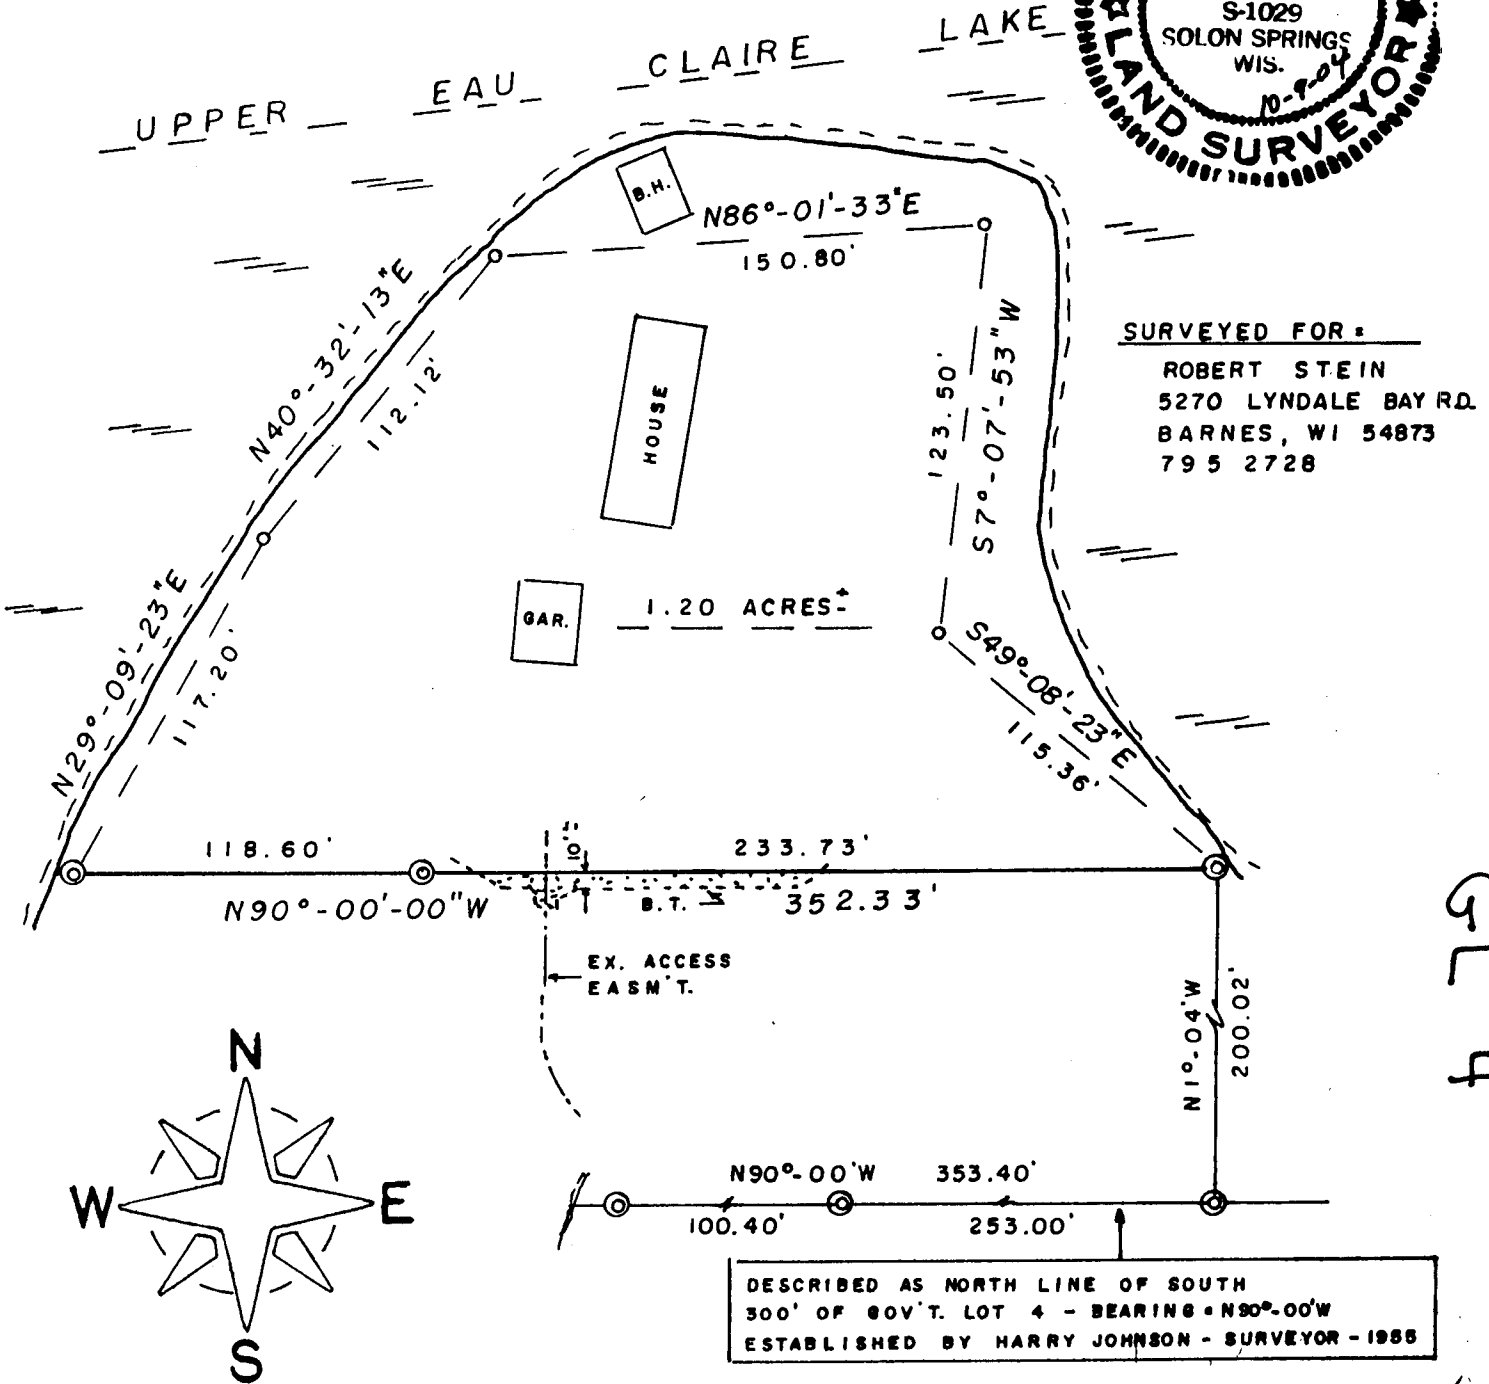 UPPER EAU CLAIRE LAKE
S-1029
SOLON SPRINGS
WIS.
10-9-04
LAND SURVEYOR
B.H.
N86°-01'-33"E
150.80'
N40°-32'-13"E
112.12'
HOUSE
123.50'
S7°-07'-53"W
SURVEYED FOR:
ROBERT STEIN
5270 LYNDALE BAY RD.
BARNES, WI 54873
795 2728
N29°-09'-23"E
117.20'
GAR.
1.20 ACRES±
S49°-08'-23"E
115.36'
118.60'
10'±
233.73'
N90°-00'-00"W
B.T.
352.33'
EX. ACCESS
EASM'T.
GL 4
N1°-04'W
200.02'
N
W
E
S
N90°-00'W 353.40'
100.40' 253.00'
DESCRIBED AS NORTH LINE OF SOUTH
300' OF GOV'T. LOT 4 - BEARING = N90°-00'W
ESTABLISHED BY HARRY JOHNSON - SURVEYOR - 1955